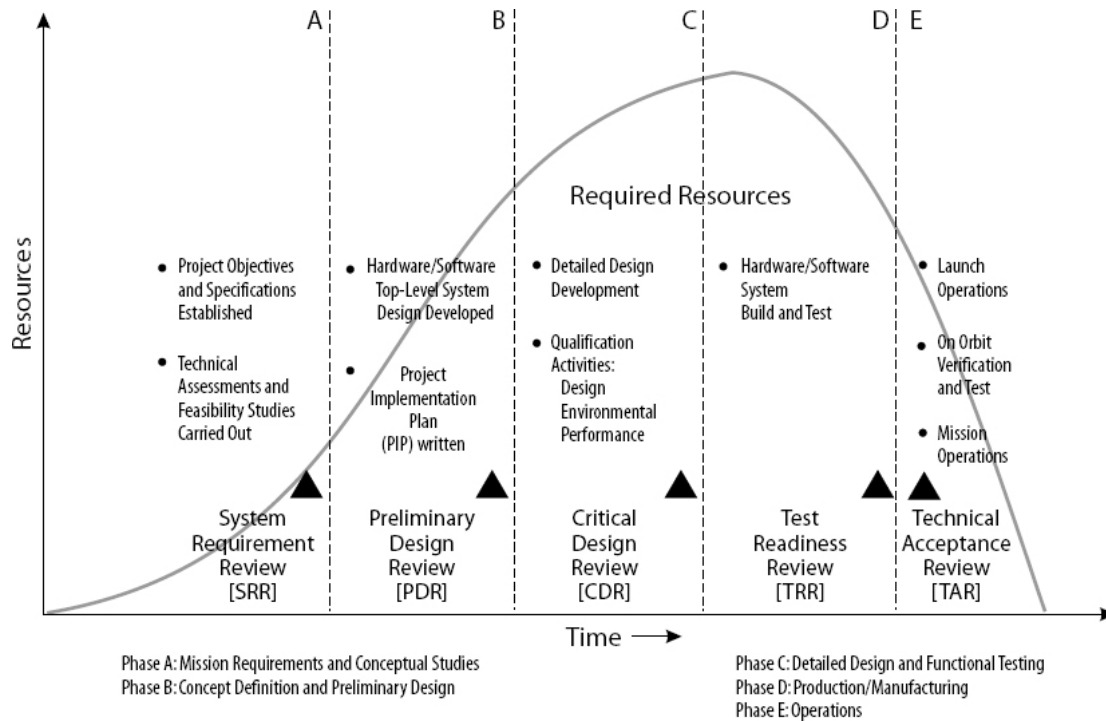 A
B
C
D
E
Resources
Required Resources
• Project Objectives
and Specifications
Established
• Technical
Assessments and
Feasibility Studies
Carried Out
• Hardware/Software
Top-Level System
Design Developed
• Project
Implementation
Plan
(PIP) written
• Detailed Design
Development
• Qualification
Activities:
Design
Environmental
Performance
• Hardware/Software
System
Build and Test
• Launch
Operations
• On Orbit
Verification
and Test
• Mission
Operations
System
Requirement
Review
[SRR]
Preliminary
Design
Review
[PDR]
Critical
Design
Review
[CDR]
Test
Readiness
Review
[TRR]
Technical
Acceptance
Review
[TAR]
Time
Phase A: Mission Requirements and Conceptual Studies
Phase B: Concept Definition and Preliminary Design
Phase C: Detailed Design and Functional Testing
Phase D: Production/Manufacturing
Phase E: Operations